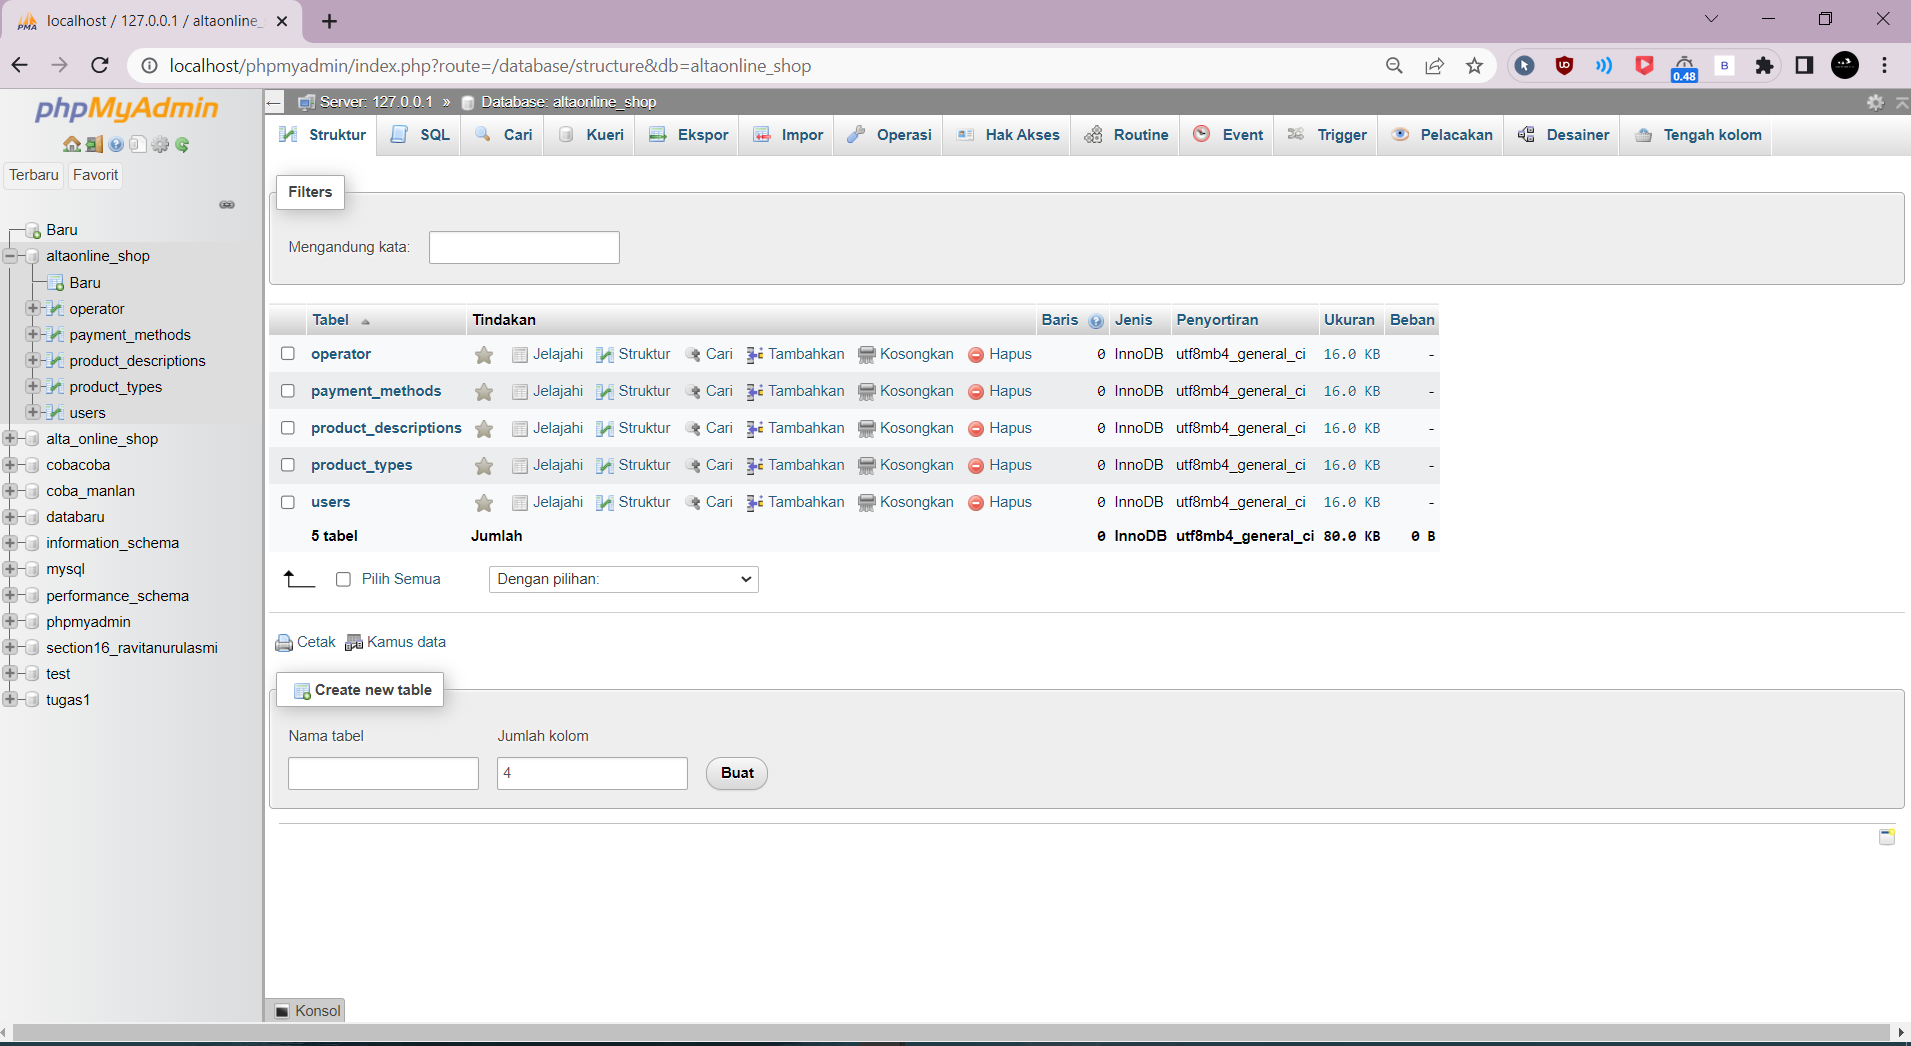 localhost / 127.0.0.1 / altaonline_
localhost/phpmyadmin/index.php?route=/database/structure&db=altaonline_shop
0.48
phpMyAdmin
Terbaru Favorit
Baru
altaonline_shop
Baru
operator
payment_methods
product_descriptions
product_types
users
alta_online_shop
cobacoba
coba_manlan
databaru
information_schema
mysql
performance_schema
phpmyadmin
section16_ravitanurulasmi
test
tugas1
Server: 127.0.0.1 » Database: altaonline_shop
Struktur SQL Cari Kueri Ekspor Impor Operasi Hak Akses Routine Event Trigger Pelacakan Desainer Tengah kolom
Filters
Mengandung kata:
Tabel Tindakan Baris Jenis Penyortiran Ukuran Beban
operator Jelajahi Struktur Cari Tambahkan Kosongkan Hapus 0 InnoDB utf8mb4_general_ci 16.0 KB -
payment_methods Jelajahi Struktur Cari Tambahkan Kosongkan Hapus 0 InnoDB utf8mb4_general_ci 16.0 KB -
product_descriptions Jelajahi Struktur Cari Tambahkan Kosongkan Hapus 0 InnoDB utf8mb4_general_ci 16.0 KB -
product_types Jelajahi Struktur Cari Tambahkan Kosongkan Hapus 0 InnoDB utf8mb4_general_ci 16.0 KB -
users Jelajahi Struktur Cari Tambahkan Kosongkan Hapus 0 InnoDB utf8mb4_general_ci 16.0 KB -
5 tabel Jumlah 0 InnoDB utf8mb4_general_ci 80.0 KB 0 B
Pilih Semua Dengan pilihan:
Cetak Kamus data
Create new table
Nama tabel Jumlah kolom
4 Buat
Konsol